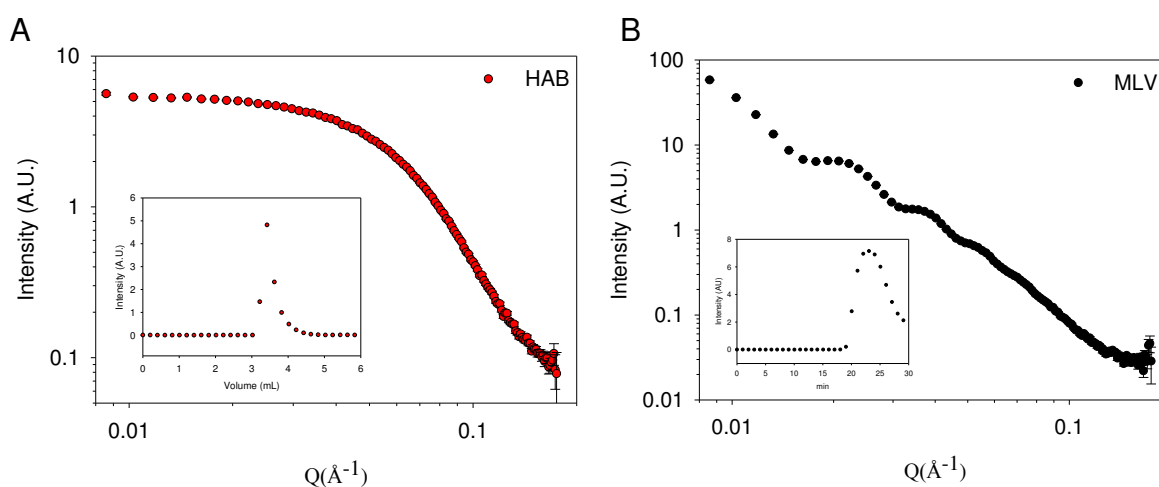 A
10
1
0.1
Intensity (A.U.)
HAB
6
5
4
3
2
1
0
Intensity (A.U.)
0 1 2 3 4 5 6
Volume (mL)
0.01 0.1
Q(Å⁻¹)
B
100
10
1
0.1
0.01
Intensity (A.U.)
MLV
8
6
4
2
0
Intensity (AU)
0 5 10 15 20 25 30
min
0.01 0.1
Q(Å⁻¹)